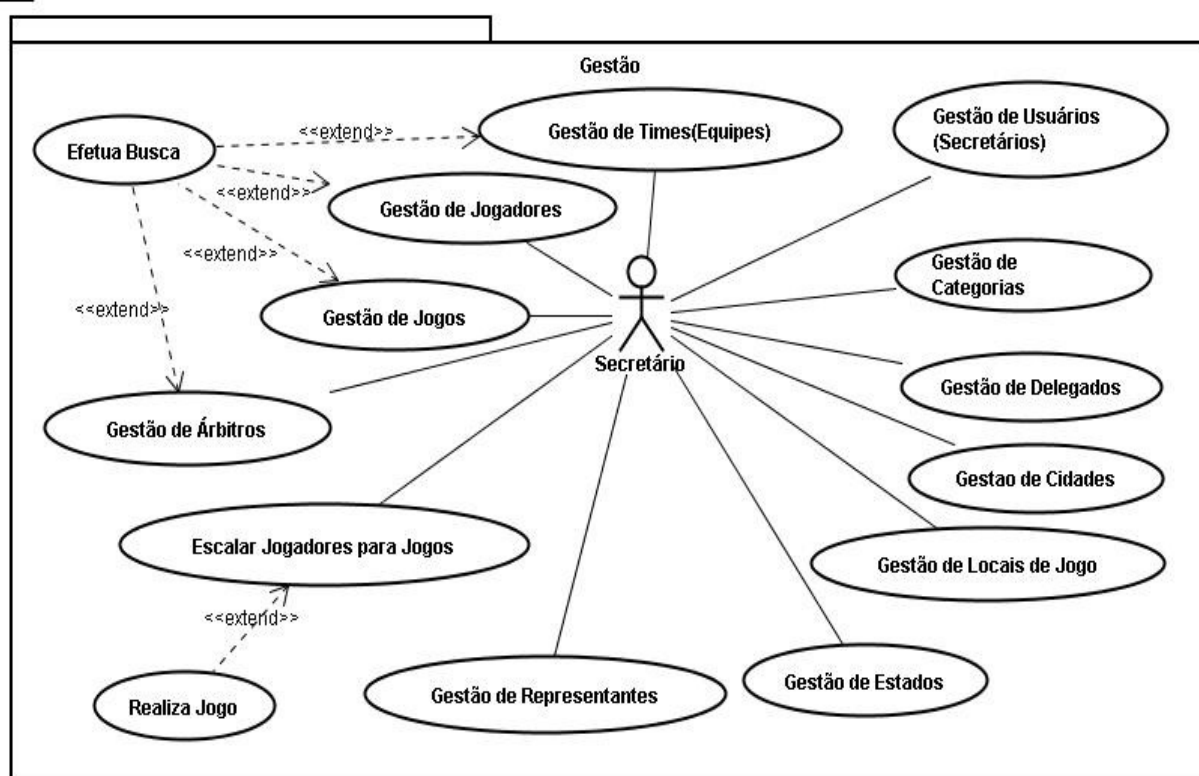 Gestão
Gestão de Times(Equipes)
Gestão de Usuários
(Secretários)
Efetua Busca
<<extend>>
<<extend>>
Gestão de Jogadores
<<extend>>
Gestão de
Categorias
<<extend>>
Gestão de Jogos
Secretário
Gestão de Delegados
Gestão de Árbitros
Gestao de Cidades
Escalar Jogadores para Jogos
Gestão de Locais de Jogo
<<extend>>
Realiza Jogo
Gestão de Representantes
Gestão de Estados